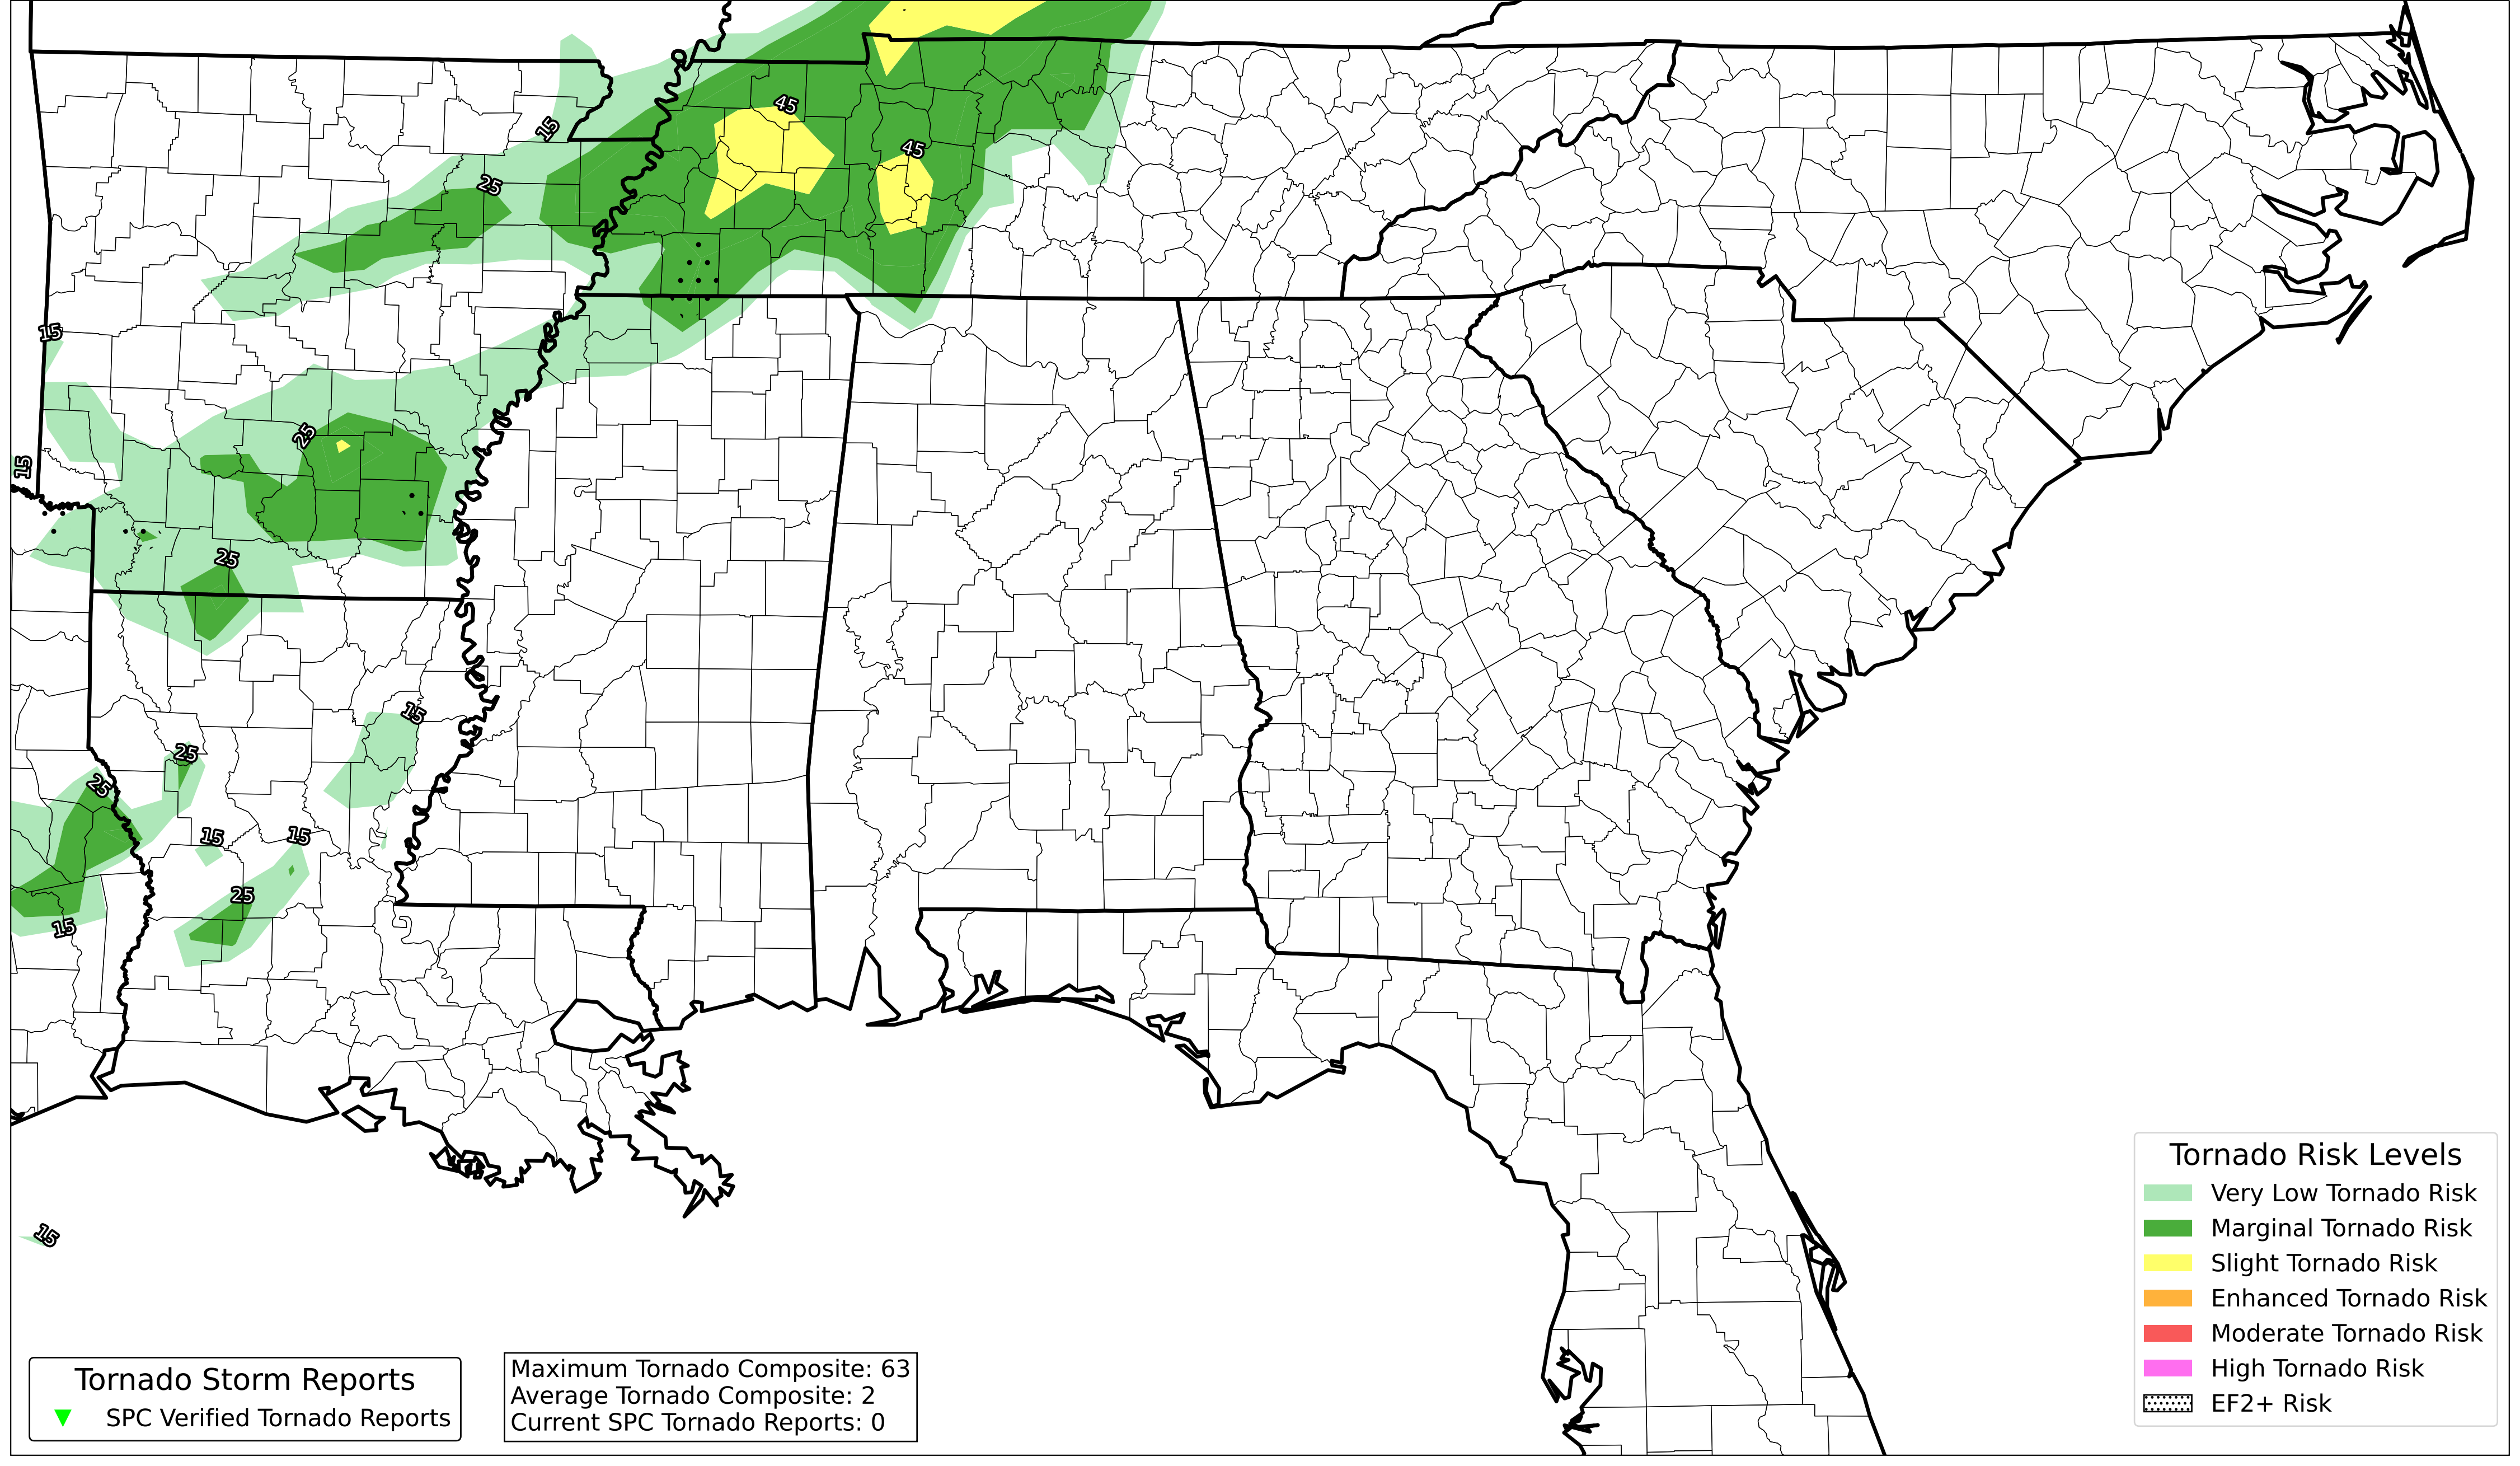 45
15
45
25
15
25
15
25
15
25
25
15
15
25
15
15
Tornado Risk Levels
Very Low Tornado Risk
Marginal Tornado Risk
Slight Tornado Risk
Enhanced Tornado Risk
Moderate Tornado Risk
High Tornado Risk
EF2+ Risk
Tornado Storm Reports
SPC Verified Tornado Reports
Maximum Tornado Composite: 63
Average Tornado Composite: 2
Current SPC Tornado Reports: 0